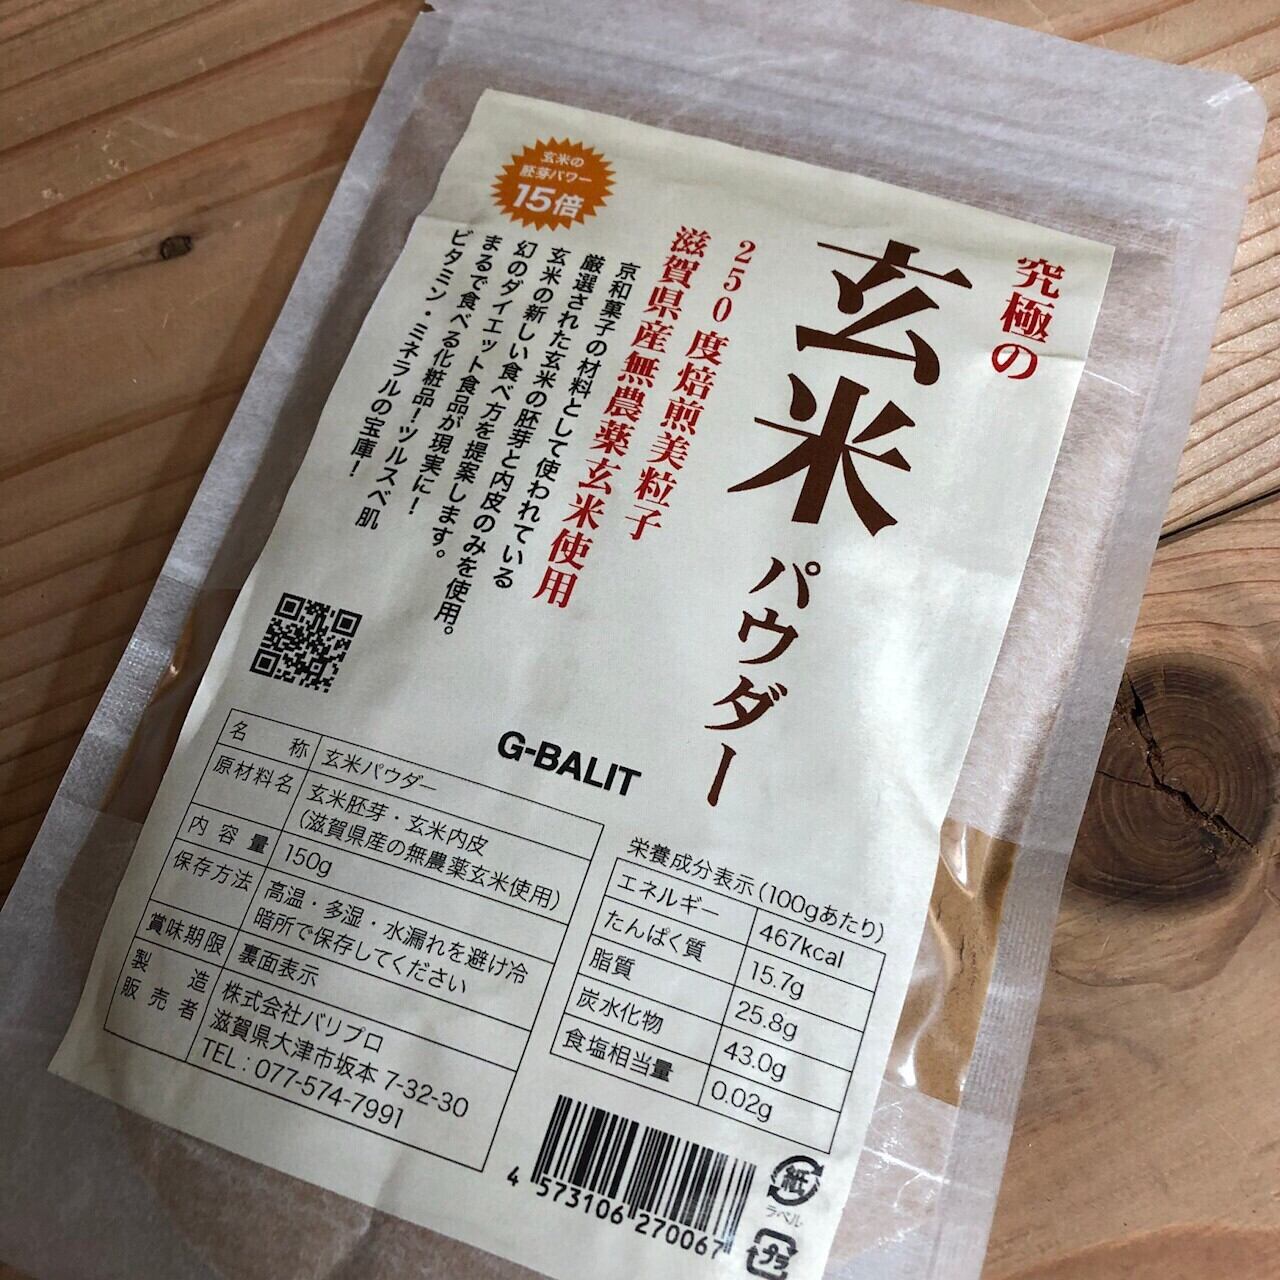 究極の
玄米パウダー
250度焙煎美粒子
滋賀県産無農薬玄米使用
京和菓子の材料として使われている
厳選された玄米の胚芽と内皮のみを使用。
玄米の新しい食べ方を提案します。
幻のダイエット食品が現実に!
まるで食べる化粧品!ツルスベ肌
ビタミン・ミネラルの宝庫!
玄米の
胚芽パワー
15倍
G-BALIT
名称 玄米パウダー
原材料名 玄米胚芽・玄米内皮
(滋賀県産の無農薬玄米使用)
内容量 150g
保存方法 高温・多湿・水漏れを避け冷
暗所で保存してください
賞味期限 裏面表示
製造
販売者
株式会社バリプロ
滋賀県大津市坂本 7-32-30
TEL:077-574-7991
栄養成分表示(100gあたり)
エネルギー 467kcal
たんぱく質 15.7g
脂質 25.8g
炭水化物 43.0g
食塩相当量 0.02g
4 573106 270067
紙
ラベル
プラ